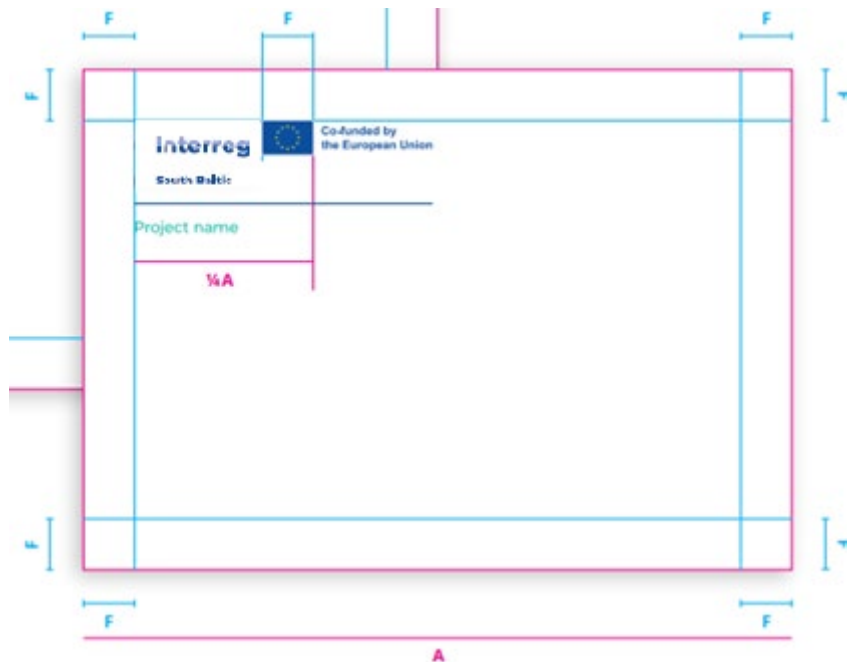 F F F
F F
Interreg Co-funded by
the European Union
South Baltic
Project name
¼A
F F
F F
A